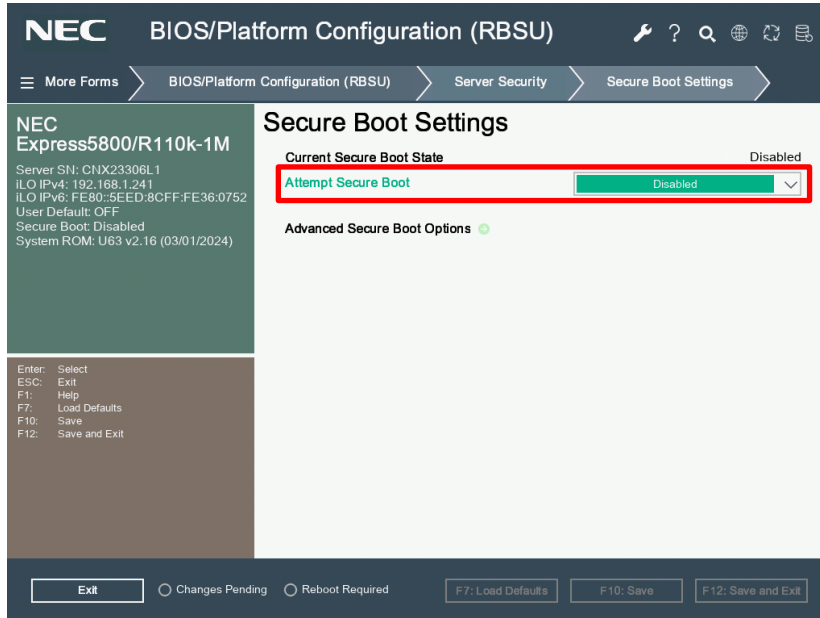 NEC BIOS/Platform Configuration (RBSU)
More Forms BIOS/Platform Configuration (RBSU) Server Security Secure Boot Settings
NEC
Express5800/R110k-1M
Server SN: CNX23306L1
iLO IPv4: 192.168.1.241
iLO IPv6: FE80::5EED:8CFF:FE36:0752
User Default: OFF
Secure Boot: Disabled
System ROM: U63 v2.16 (03/01/2024)
Enter: Select
ESC: Exit
F1: Help
F7: Load Defaults
F10: Save
F12: Save and Exit
Secure Boot Settings
Current Secure Boot State Disabled
Attempt Secure Boot Disabled
Advanced Secure Boot Options
Exit Changes Pending Reboot Required F7: Load Defaults F10: Save F12: Save and Exit